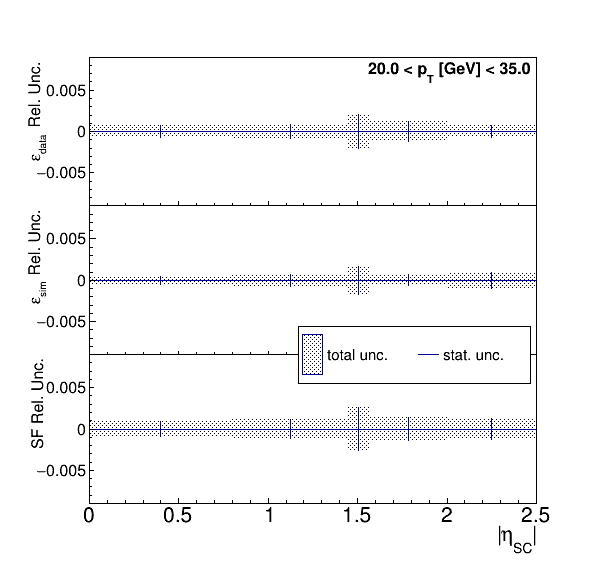 20.0 < p_T [GeV] < 35.0
ε_data Rel. Unc.
0.005
0
−0.005
ε_sim Rel. Unc.
0.005
0
−0.005
total unc.
stat. unc.
SF Rel. Unc.
0.005
0
−0.005
0 0.5 1 1.5 2 2.5
|η_SC|